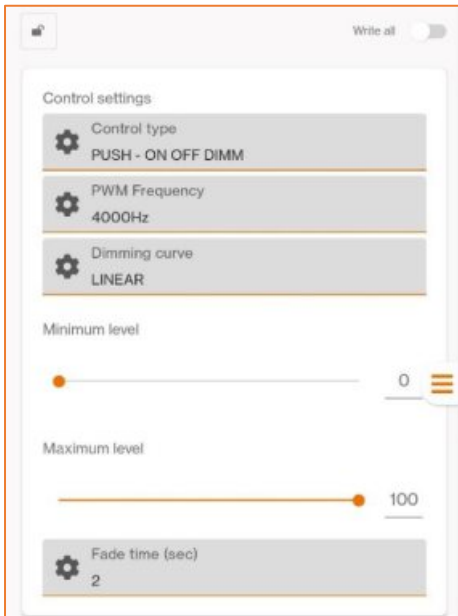 Write all
Control settings
Control type
PUSH - ON OFF DIMM
PWM Frequency
4000Hz
Dimming curve
LINEAR
Minimum level
0
Maximum level
100
Fade time (sec)
2